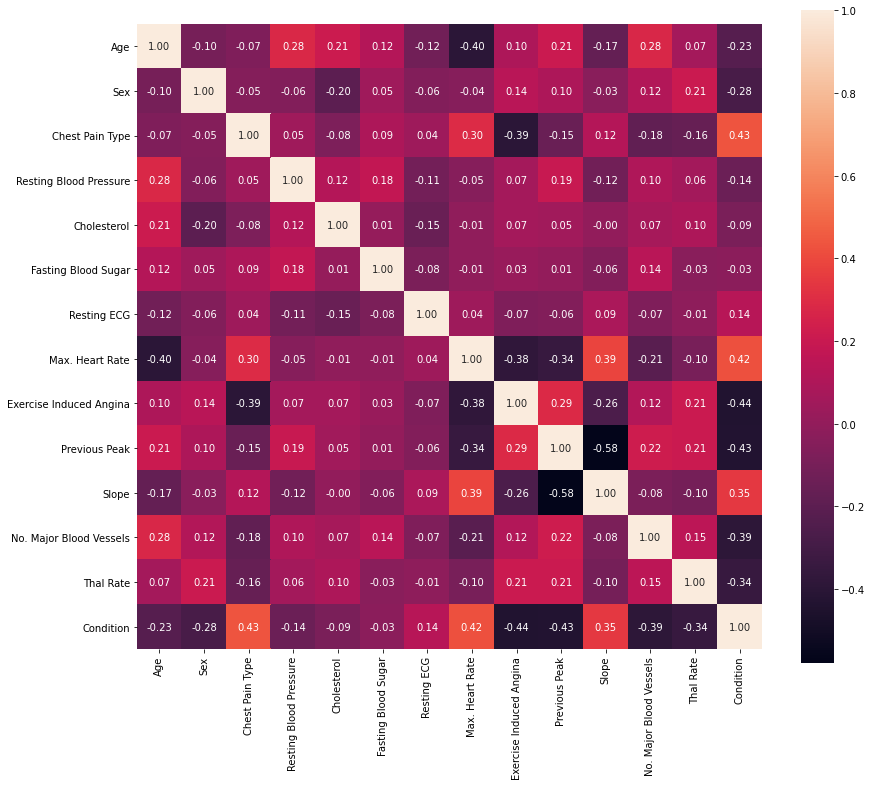 Age 1.00 -0.10 -0.07 0.28 0.21 0.12 -0.12 -0.40 0.10 0.21 -0.17 0.28 0.07 -0.23
Sex -0.10 1.00 -0.05 -0.06 -0.20 0.05 -0.06 -0.04 0.14 0.10 -0.03 0.12 0.21 -0.28
Chest Pain Type -0.07 -0.05 1.00 0.05 -0.08 0.09 0.04 0.30 -0.39 -0.15 0.12 -0.18 -0.16 0.43
Resting Blood Pressure 0.28 -0.06 0.05 1.00 0.12 0.18 -0.11 -0.05 0.07 0.19 -0.12 0.10 0.06 -0.14
Cholesterol 0.21 -0.20 -0.08 0.12 1.00 0.01 -0.15 -0.01 0.07 0.05 -0.00 0.07 0.10 -0.09
Fasting Blood Sugar 0.12 0.05 0.09 0.18 0.01 1.00 -0.08 -0.01 0.03 0.01 -0.06 0.14 -0.03 -0.03
Resting ECG -0.12 -0.06 0.04 -0.11 -0.15 -0.08 1.00 0.04 -0.07 -0.06 0.09 -0.07 -0.01 0.14
Max. Heart Rate -0.40 -0.04 0.30 -0.05 -0.01 -0.01 0.04 1.00 -0.38 -0.34 0.39 -0.21 -0.10 0.42
Exercise Induced Angina 0.10 0.14 -0.39 0.07 0.07 0.03 -0.07 -0.38 1.00 0.29 -0.26 0.12 0.21 -0.44
Previous Peak 0.21 0.10 -0.15 0.19 0.05 0.01 -0.06 -0.34 0.29 1.00 -0.58 0.22 0.21 -0.43
Slope -0.17 -0.03 0.12 -0.12 -0.00 -0.06 0.09 0.39 -0.26 -0.58 1.00 -0.08 -0.10 0.35
No. Major Blood Vessels 0.28 0.12 -0.18 0.10 0.07 0.14 -0.07 -0.21 0.12 0.22 -0.08 1.00 0.15 -0.39
Thal Rate 0.07 0.21 -0.16 0.06 0.10 -0.03 -0.01 -0.10 0.21 0.21 -0.10 0.15 1.00 -0.34
Condition -0.23 -0.28 0.43 -0.14 -0.09 -0.03 0.14 0.42 -0.44 -0.43 0.35 -0.39 -0.34 1.00
Age
Sex
Chest Pain Type
Resting Blood Pressure
Cholesterol
Fasting Blood Sugar
Resting ECG
Max. Heart Rate
Exercise Induced Angina
Previous Peak
Slope
No. Major Blood Vessels
Thal Rate
Condition
1.0
0.8
0.6
0.4
0.2
0.0
−0.2
−0.4